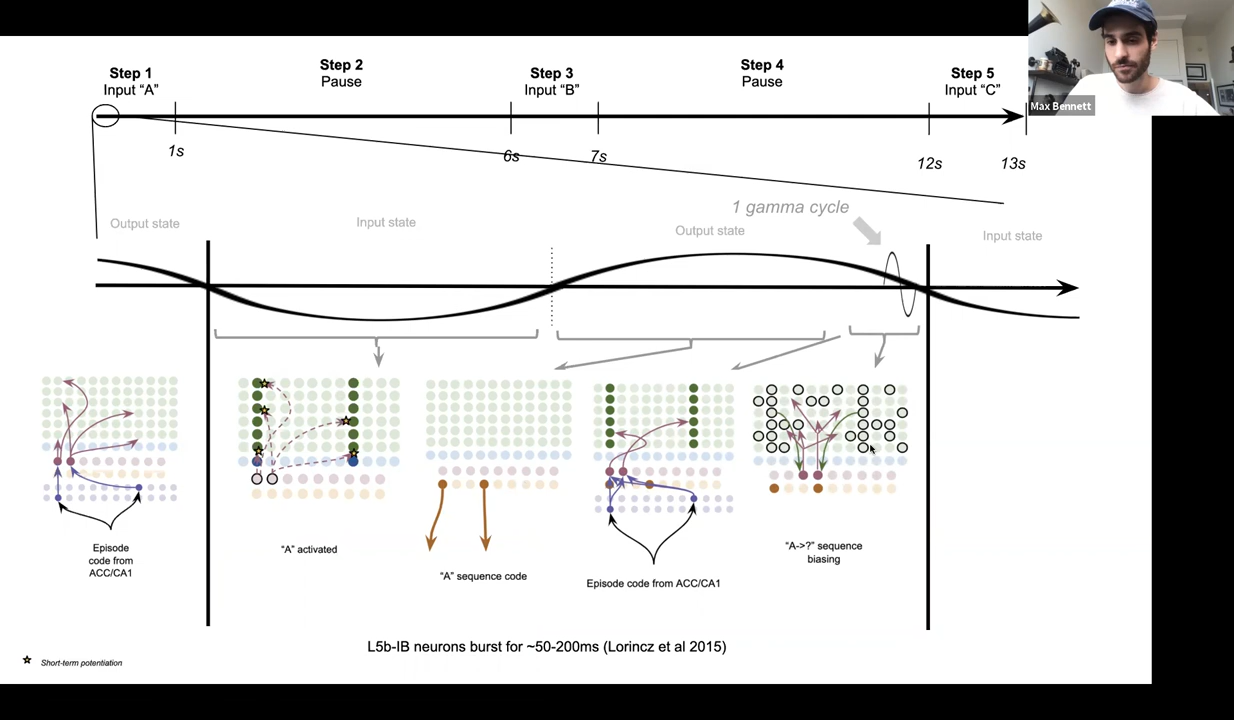 Step 1
Input “A”
Step 2
Pause
Step 3
Input “B”
Step 4
Pause
Step 5
Input “C”
Max Bennett
1s
6s
7s
12s
13s
1 gamma cycle
Output state
Input state
Output state
Input state
Episode
code from
ACC/CA1
“A” activated
“A” sequence code
Episode code from ACC/CA1
“A->?” sequence
biasing
L5b-IB neurons burst for ~50-200ms (Lorincz et al 2015)
Short-term potentiation